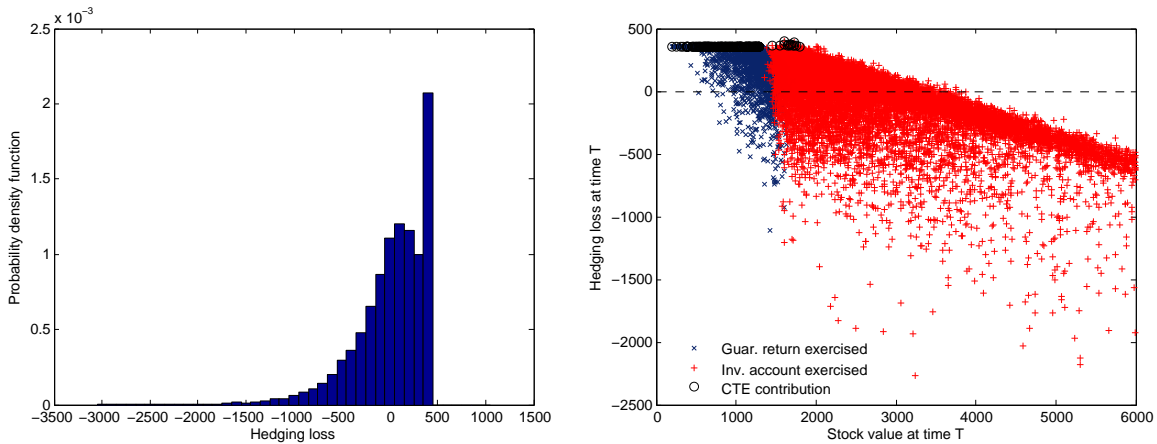 x 10⁻³
2.5
2
1.5
1
0.5
0
−3500 −3000 −2500 −2000 −1500 −1000 −500 0 500 1000 1500
Probability density function
Hedging loss
500
0
−500
−1000
−1500
−2000
−2500
0 1000 2000 3000 4000 5000 6000
Hedging loss at time T
Stock value at time T
Guar. return exercised
Inv. account exercised
CTE contribution